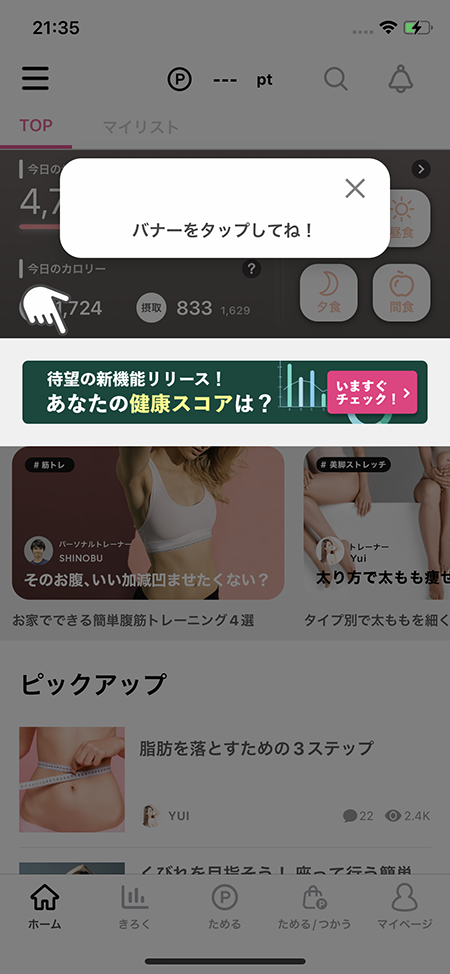 21:35
P --- pt
TOP マイリスト
今日の
4,7
バナーをタップしてね！
昼食
今日のカロリー ?
,724 摂取 833 1,629
夕食 間食
待望の新機能リリース！
あなたの健康スコアは？
いますぐ
チェック！
# 筋トレ
パーソナルトレーナー
SHINOBU
そのお腹、いい加減凹ませたくない？
お家でできる簡単腹筋トレーニング4選
# 美脚ストレッチ
トレーナー
Yui
太り方で太もも痩せ
タイプ別で太ももを細く
ピックアップ
脂肪を落とすための3ステップ
YUI 22 2.4K
くびれを目指そう！ 座って行う簡単
ホーム きろく ためる ためる/つかう マイページ